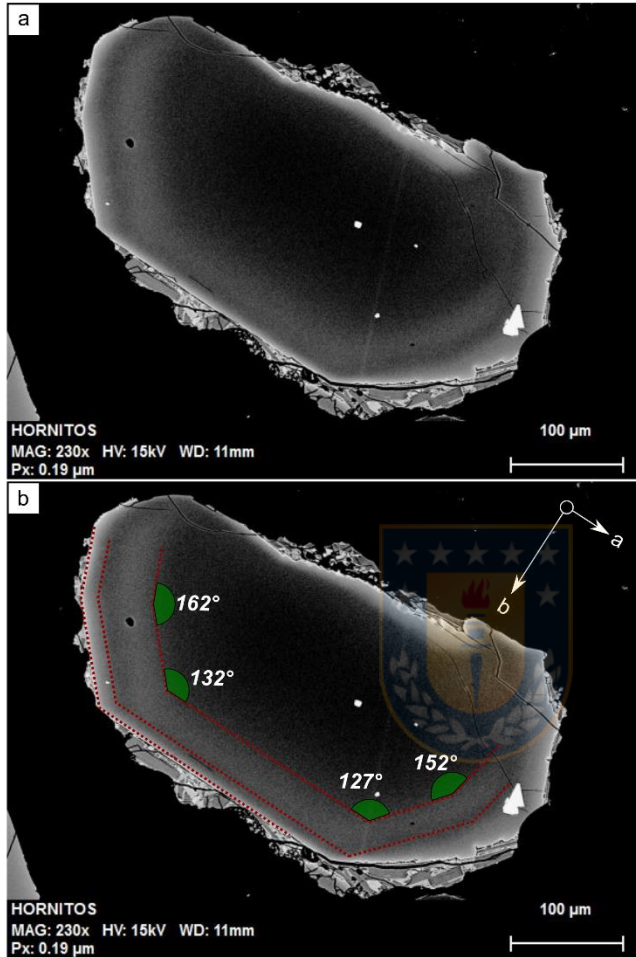 a
HORNITOS
MAG: 230x HV: 15kV WD: 11mm
Px: 0.19 µm
100 µm
b
a
b
162°
132°
152°
127°
HORNITOS
MAG: 230x HV: 15kV WD: 11mm
Px: 0.19 µm
100 µm